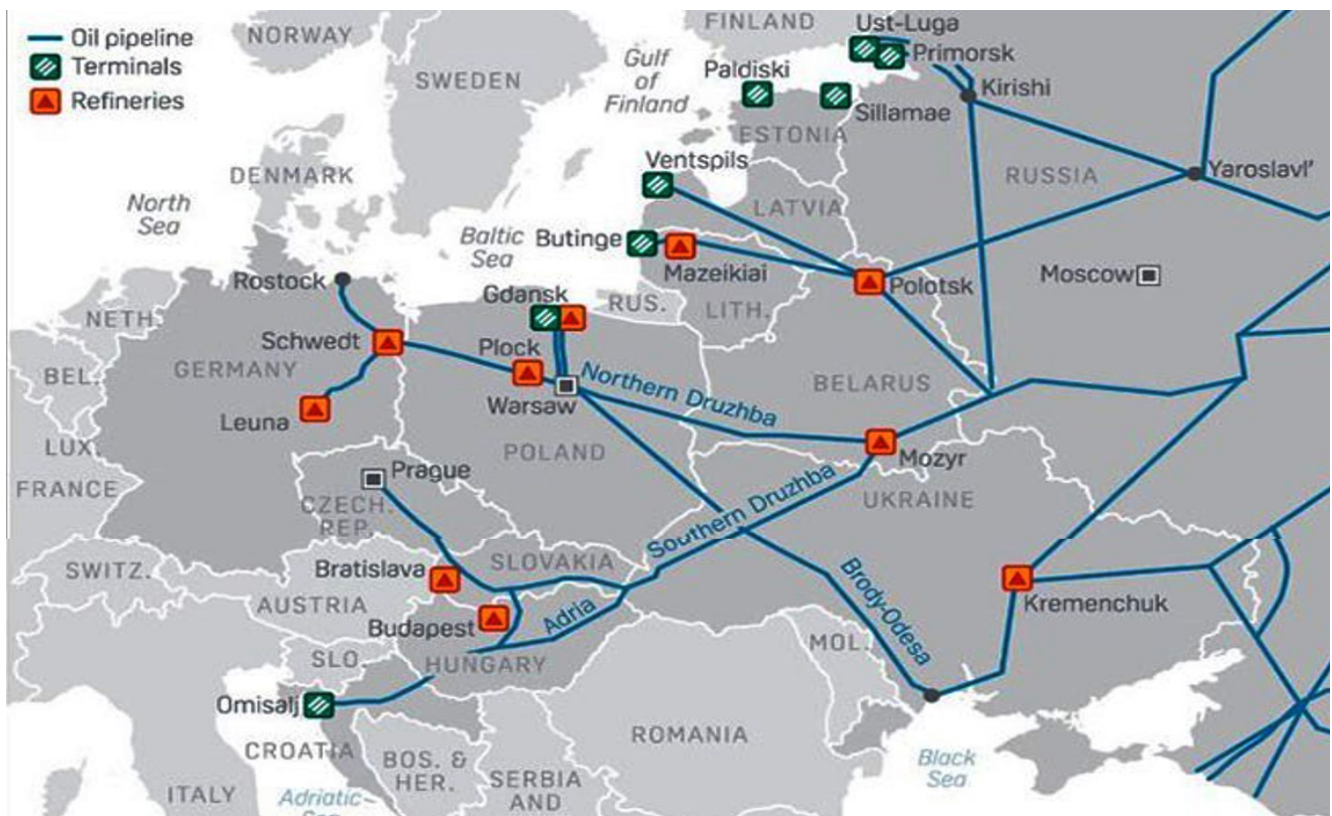 Oil pipeline
Terminals
Refineries
NORWAY
SWEDEN
FINLAND
Gulf
of
Finland
Ust-Luga
Primorsk
Paldiski
Sillamae
Kirishi
ESTONIA
Ventspils
LATVIA
RUSSIA
Yaroslavl'
DENMARK
North
Sea
Baltic
Sea
Butinge
Mazeikiai
Polotsk
Moscow
Rostock
Gdansk
RUS.
LITH.
NETH.
Schwedt
Plock
GERMANY
Northern Druzhba
BELARUS
BEL.
Warsaw
Leuna
LUX.
POLAND
Mozyr
Prague
FRANCE
CZECH.
REP.
UKRAINE
Southern Druzhba
SLOVAKIA
SWITZ.
Bratislava
Brody-Odesa
AUSTRIA
Adria
Kremenchuk
Budapest
SLO.
HUNGARY
MOL.
Omisalj
CROATIA
ROMANIA
BOS. &
HER.
Black
Sea
SERBIA
AND
ITALY
Adriatic